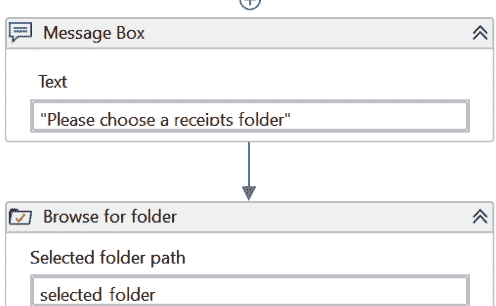 Message Box
Text
"Please choose a receipts folder"
Browse for folder
Selected folder path
selected_folder